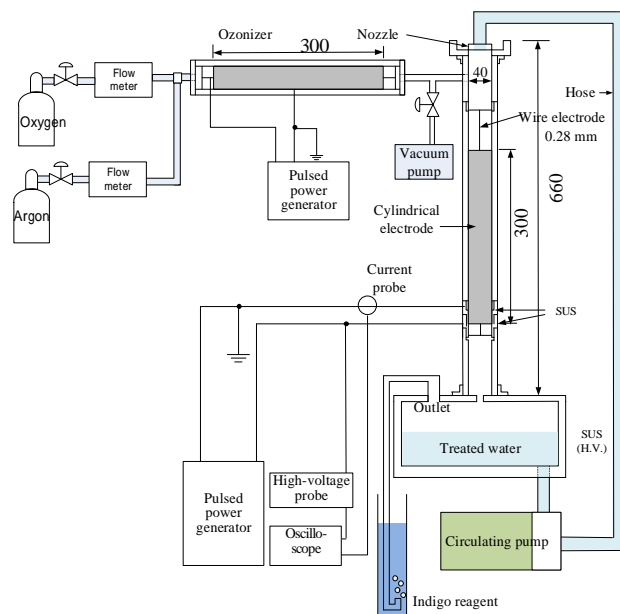 Ozonizer
Nozzle
300
40
Flow
meter
Oxygen
Hose
Wire electrode
0.28 mm
Flow
meter
Argon
Vacuum
pump
Pulsed
power
generator
660
300
Cylindrical
electrode
Current
probe
SUS
Outlet
Treated water
SUS
(H.V.)
Pulsed
power
generator
High-voltage
probe
Oscillo-
scope
Circulating pump
Indigo reagent